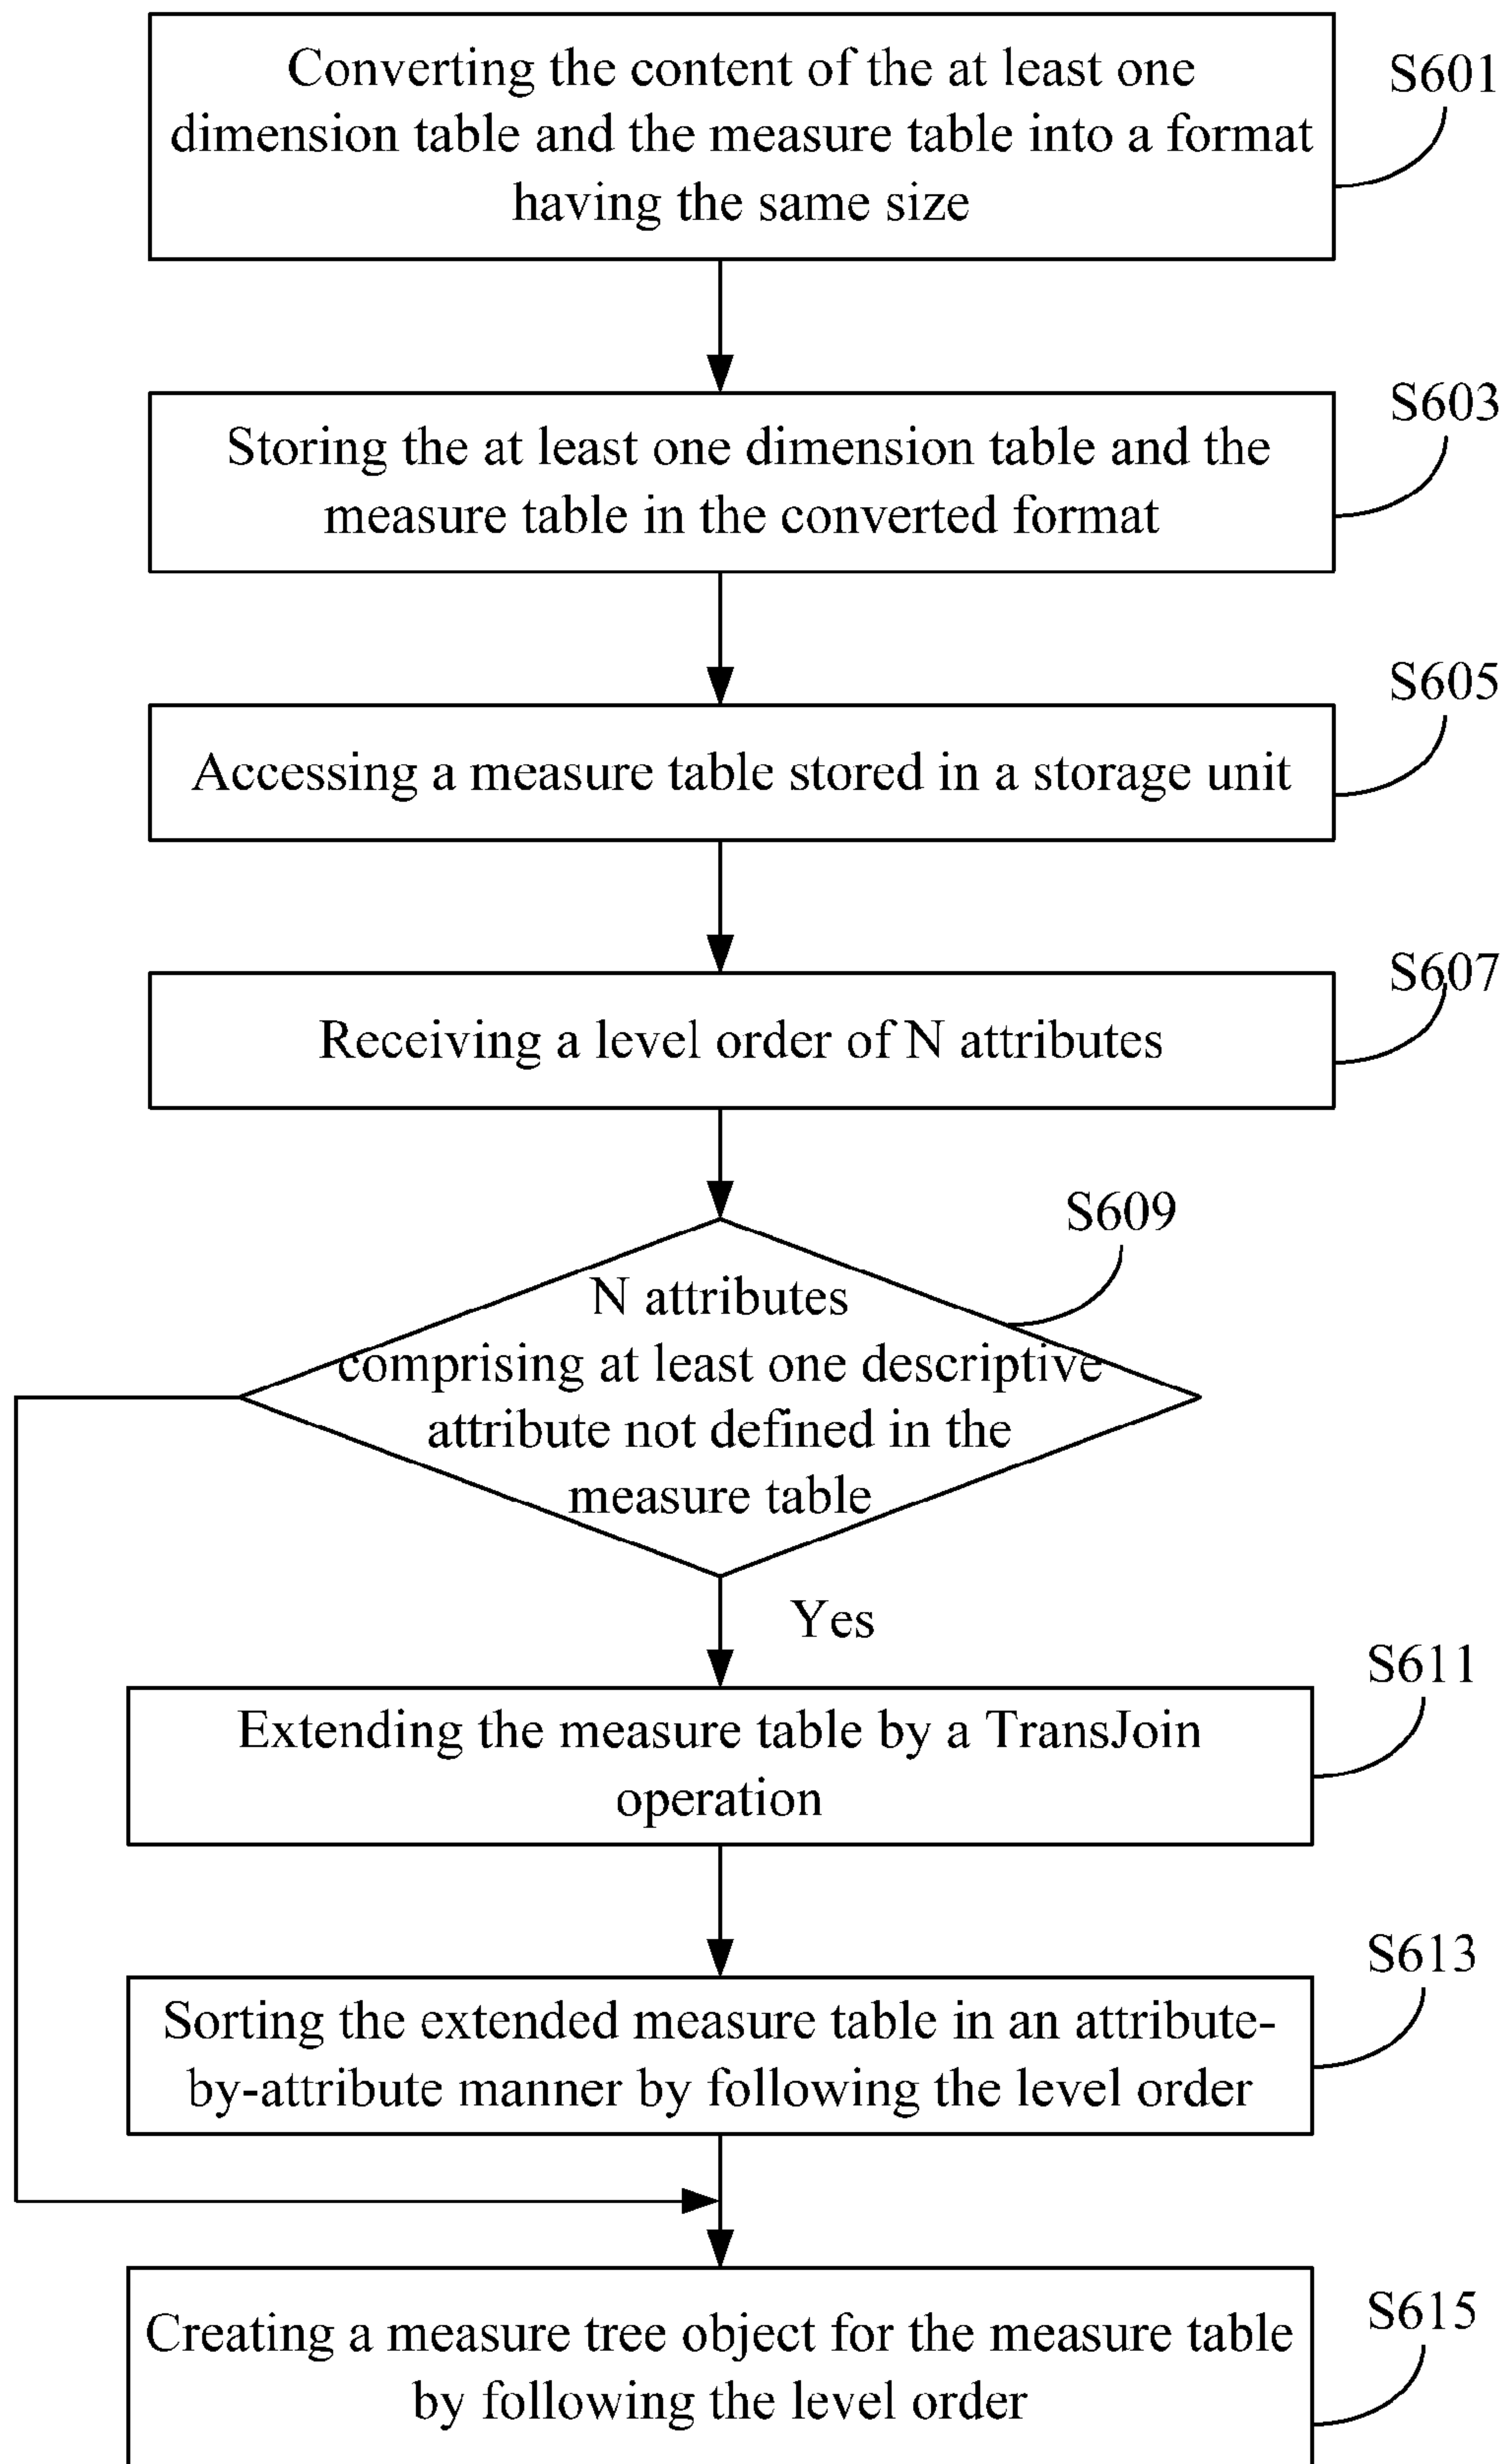 Converting the content of the at least one
dimension table and the measure table into a format
having the same size
S601
Storing the at least one dimension table and the
measure table in the converted format
S603
Accessing a measure table stored in a storage unit
S605
Receiving a level order of N attributes
S607
N attributes
comprising at least one descriptive
attribute not defined in the
measure table
S609
Yes
Extending the measure table by a TransJoin
operation
S611
Sorting the extended measure table in an attribute-
by-attribute manner by following the level order
S613
Creating a measure tree object for the measure table
by following the level order
S615